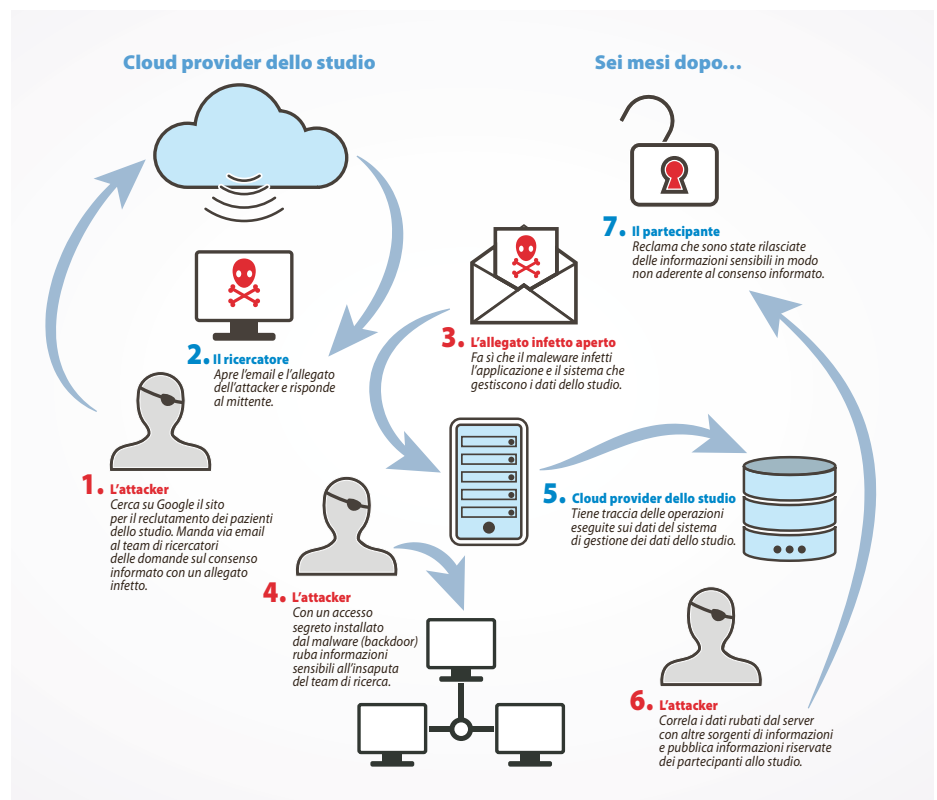 Cloud provider dello studio
Sei mesi dopo...
1. L'attacker
Cerca su Google il sito
per il reclutamento dei pazienti
dello studio. Manda via email
al team di ricercatori
delle domande sul consenso
informato con un allegato
infetto.
2. Il ricercatore
Apre l'email e l'allegato
dell'attacker e risponde
al mittente.
3. L'allegato infetto aperto
Fa sì che il malware infetti
l'applicazione e il sistema che
gestiscono i dati dello studio.
4. L'attacker
Con un accesso
segreto installato
dal malware (backdoor)
ruba informazioni
sensibili all'insaputa
del team di ricerca.
5. Cloud provider dello studio
Tiene traccia delle operazioni
eseguite sui dati del sistema
di gestione dei dati dello studio.
6. L'attacker
Correla i dati rubati dal server
con altre sorgenti di informazioni
e pubblica informazioni riservate
dei partecipanti allo studio.
7. Il partecipante
Reclama che sono state rilasciate
delle informazioni sensibili in modo
non aderente al consenso informato.